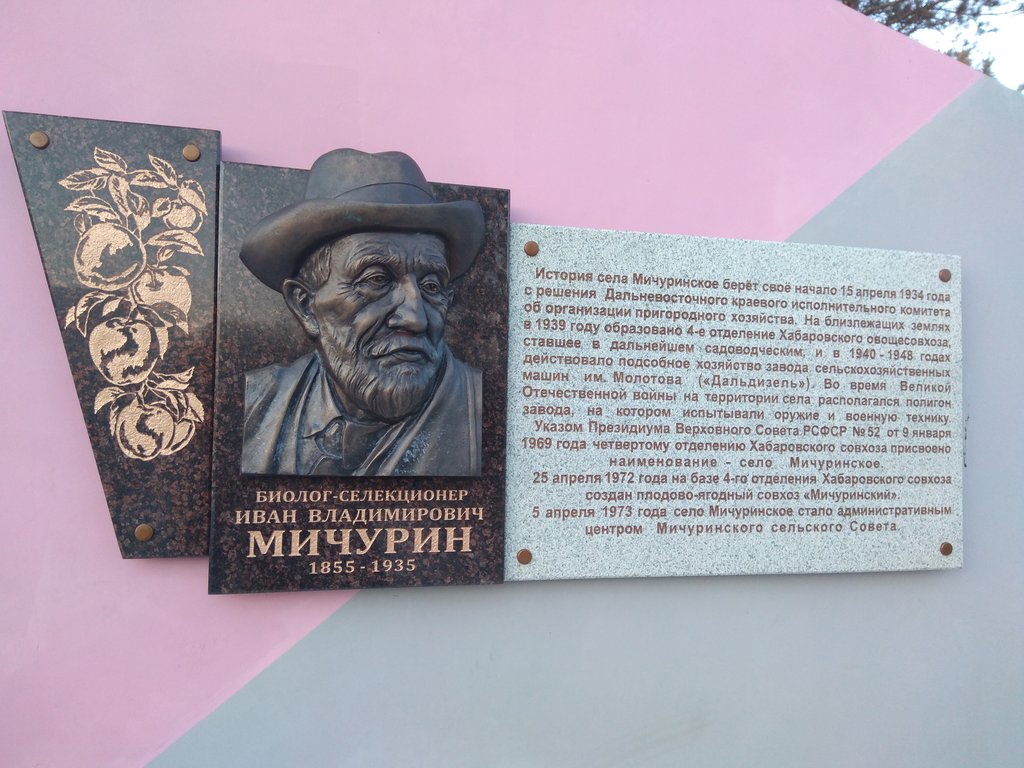 БИОЛОГ-СЕЛЕКЦИОНЕР
ИВАН ВЛАДИМИРОВИЧ
МИЧУРИН
1855 - 1935
История села Мичуринское берёт своё начало 15 апреля 1934 года
с решения Дальневосточного краевого исполнительного комитета
об организации пригородного хозяйства. На близлежащих землях
в 1939 году образовано 4-е отделение Хабаровского овощесовхоза,
ставшее в дальнейшем садоводческим, и в 1940 - 1948 годах
действовало подсобное хозяйство завода сельскохозяйственных
машин им. Молотова («Дальдизель»). Во время Великой
Отечественной войны на территории села располагался полигон
завода, на котором испытывали оружие и военную технику.
Указом Президиума Верховного Совета РСФСР №52 от 9 января
1969 года четвертому отделению Хабаровского совхоза присвоено
наименование - село Мичуринское.
25 апреля 1972 года на базе 4-го отделения Хабаровского совхоза
создан плодово-ягодный совхоз «Мичуринский».
5 апреля 1973 года село Мичуринское стало административным
центром Мичуринского сельского Совета.